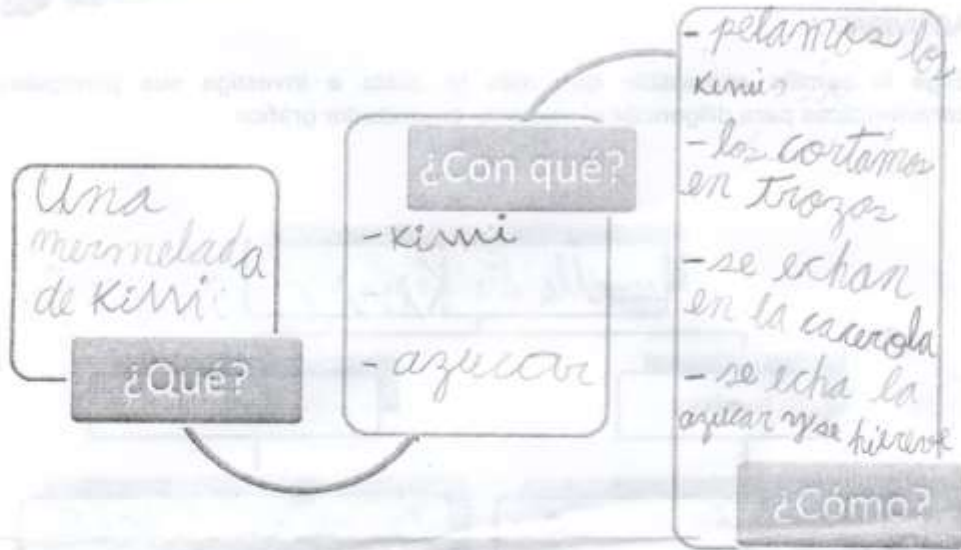 Una
mermelada
de Kiwi
¿Qué?
¿Con qué?
- Kiwi
-
- azucar
- pelamos los
Kiwis
- los cortamos
en trozos
- se echan
en la cacerola
- se echa la
azucar y se hierve
¿Cómo?